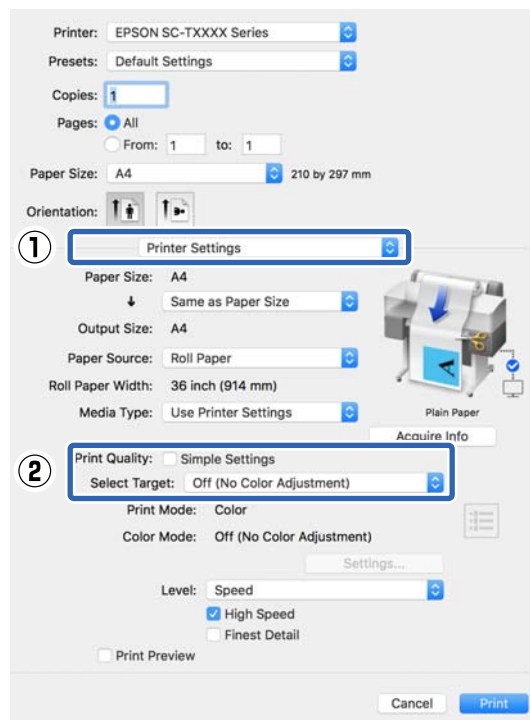 Printer: EPSON SC-TXXXX Series
Presets: Default Settings
Copies: 1
Pages: All
From: 1 to: 1
Paper Size: A4 210 by 297 mm
Orientation:
1 Printer Settings
Paper Size: A4
Same as Paper Size
Output Size: A4
Paper Source: Roll Paper
Roll Paper Width: 36 inch (914 mm)
Media Type: Use Printer Settings
Plain Paper
Acquire Info
2 Print Quality: Simple Settings
Select Target: Off (No Color Adjustment)
Print Mode: Color
Color Mode: Off (No Color Adjustment)
Settings...
Level: Speed
High Speed
Finest Detail
Print Preview
Cancel Print